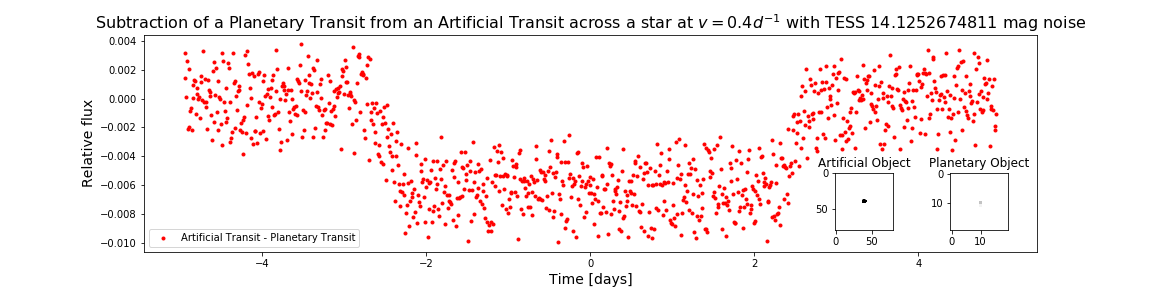 Subtraction of a Planetary Transit from an Artificial Transit across a star at v = 0.4d⁻¹ with TESS 14.1252674811 mag noise
0.004
0.002
0.000
−0.002
−0.004
−0.006
−0.008
−0.010
Relative flux
Artificial Transit - Planetary Transit
Artificial Object
0
50
0 50
Planetary Object
0
10
0 10
−4 −2 0 2 4
Time [days]